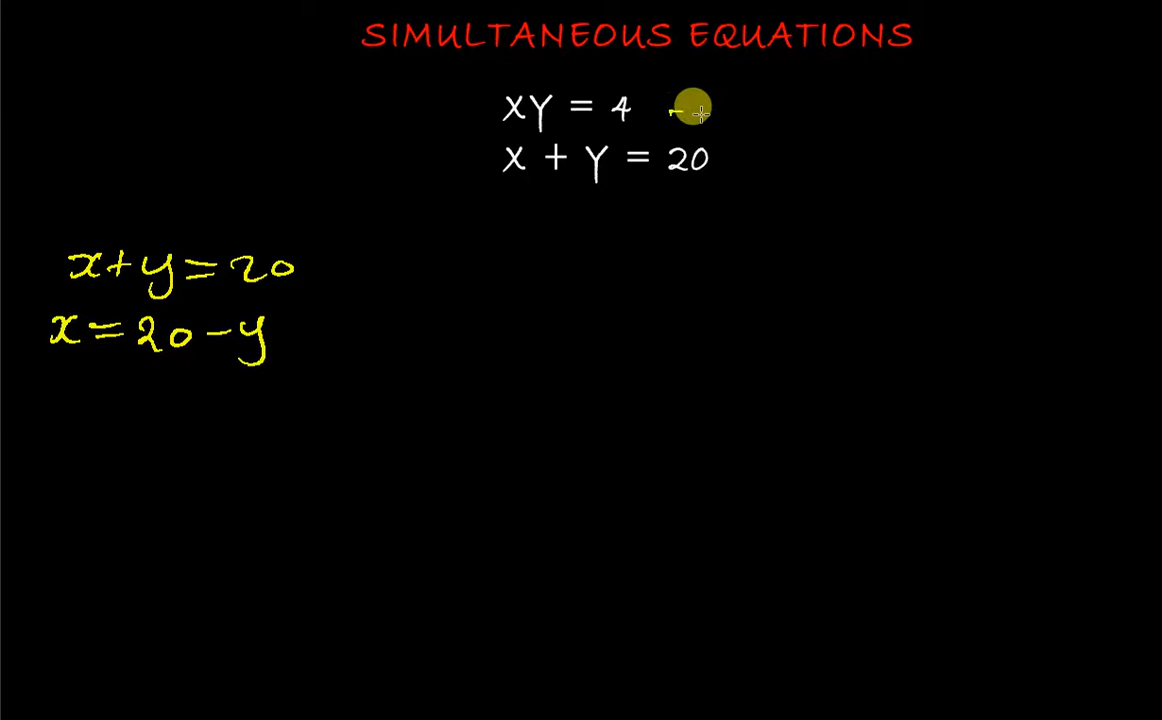 SIMULTANEOUS EQUATIONS
XY = 4 -
X + Y = 20
x+y=20
x=20-y